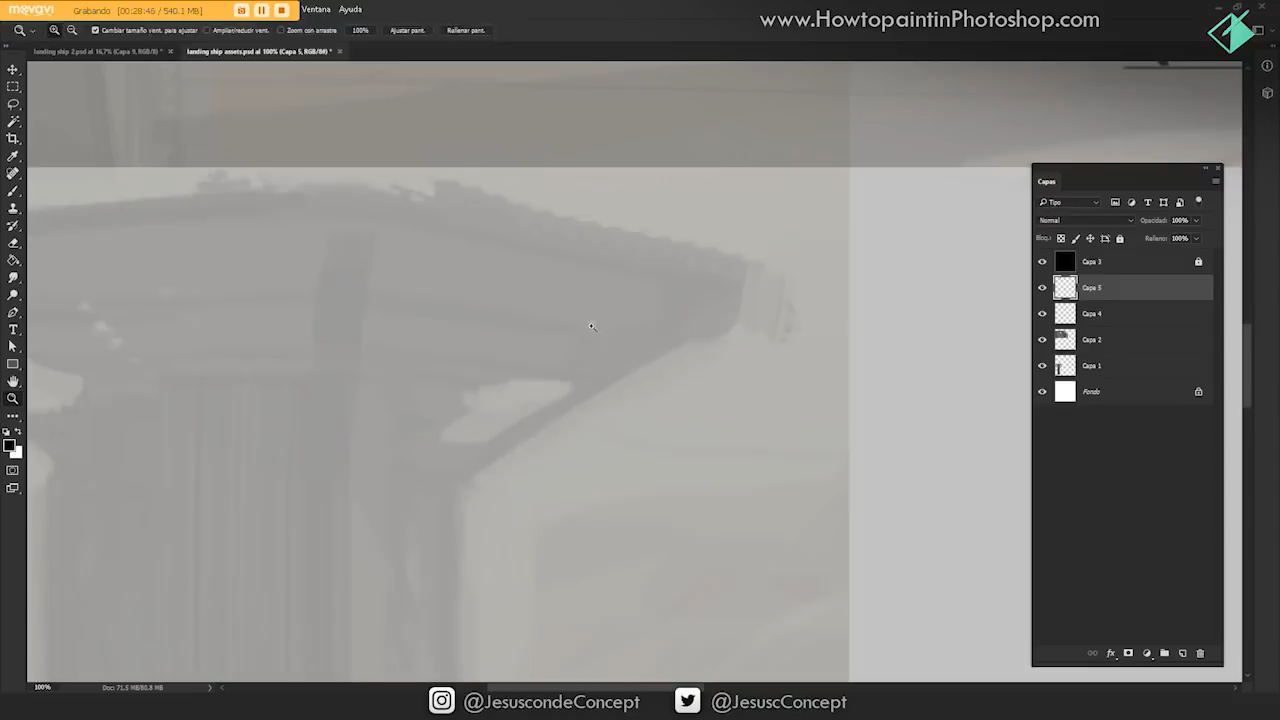 movavi
Grabando [00:28:46 / 540.1 MB]
Ventana Ayuda
www.HowtopaintinPhotoshop.com
Cambiar tamaño vent. para ajustar Ampliar/reducir vent. Zoom con arrastre 100% Ajustar pant. Rellenar pant.
landing ship 2.psd al 16,7% (Capa 9, RGB/8#) * × landing ship assets.psd al 100% (Capa 5, RGB/8#) * ×
Capas
Tipo
Normal Opacidad: 100%
Bloq.: Relleno: 100%
Capa 3
Capa 5
Capa 4
Capa 2
Capa 1
Fondo
fx
100% Doc: 71,5 MB/80,8 MB
@JesuscondeConcept @JesuscConcept